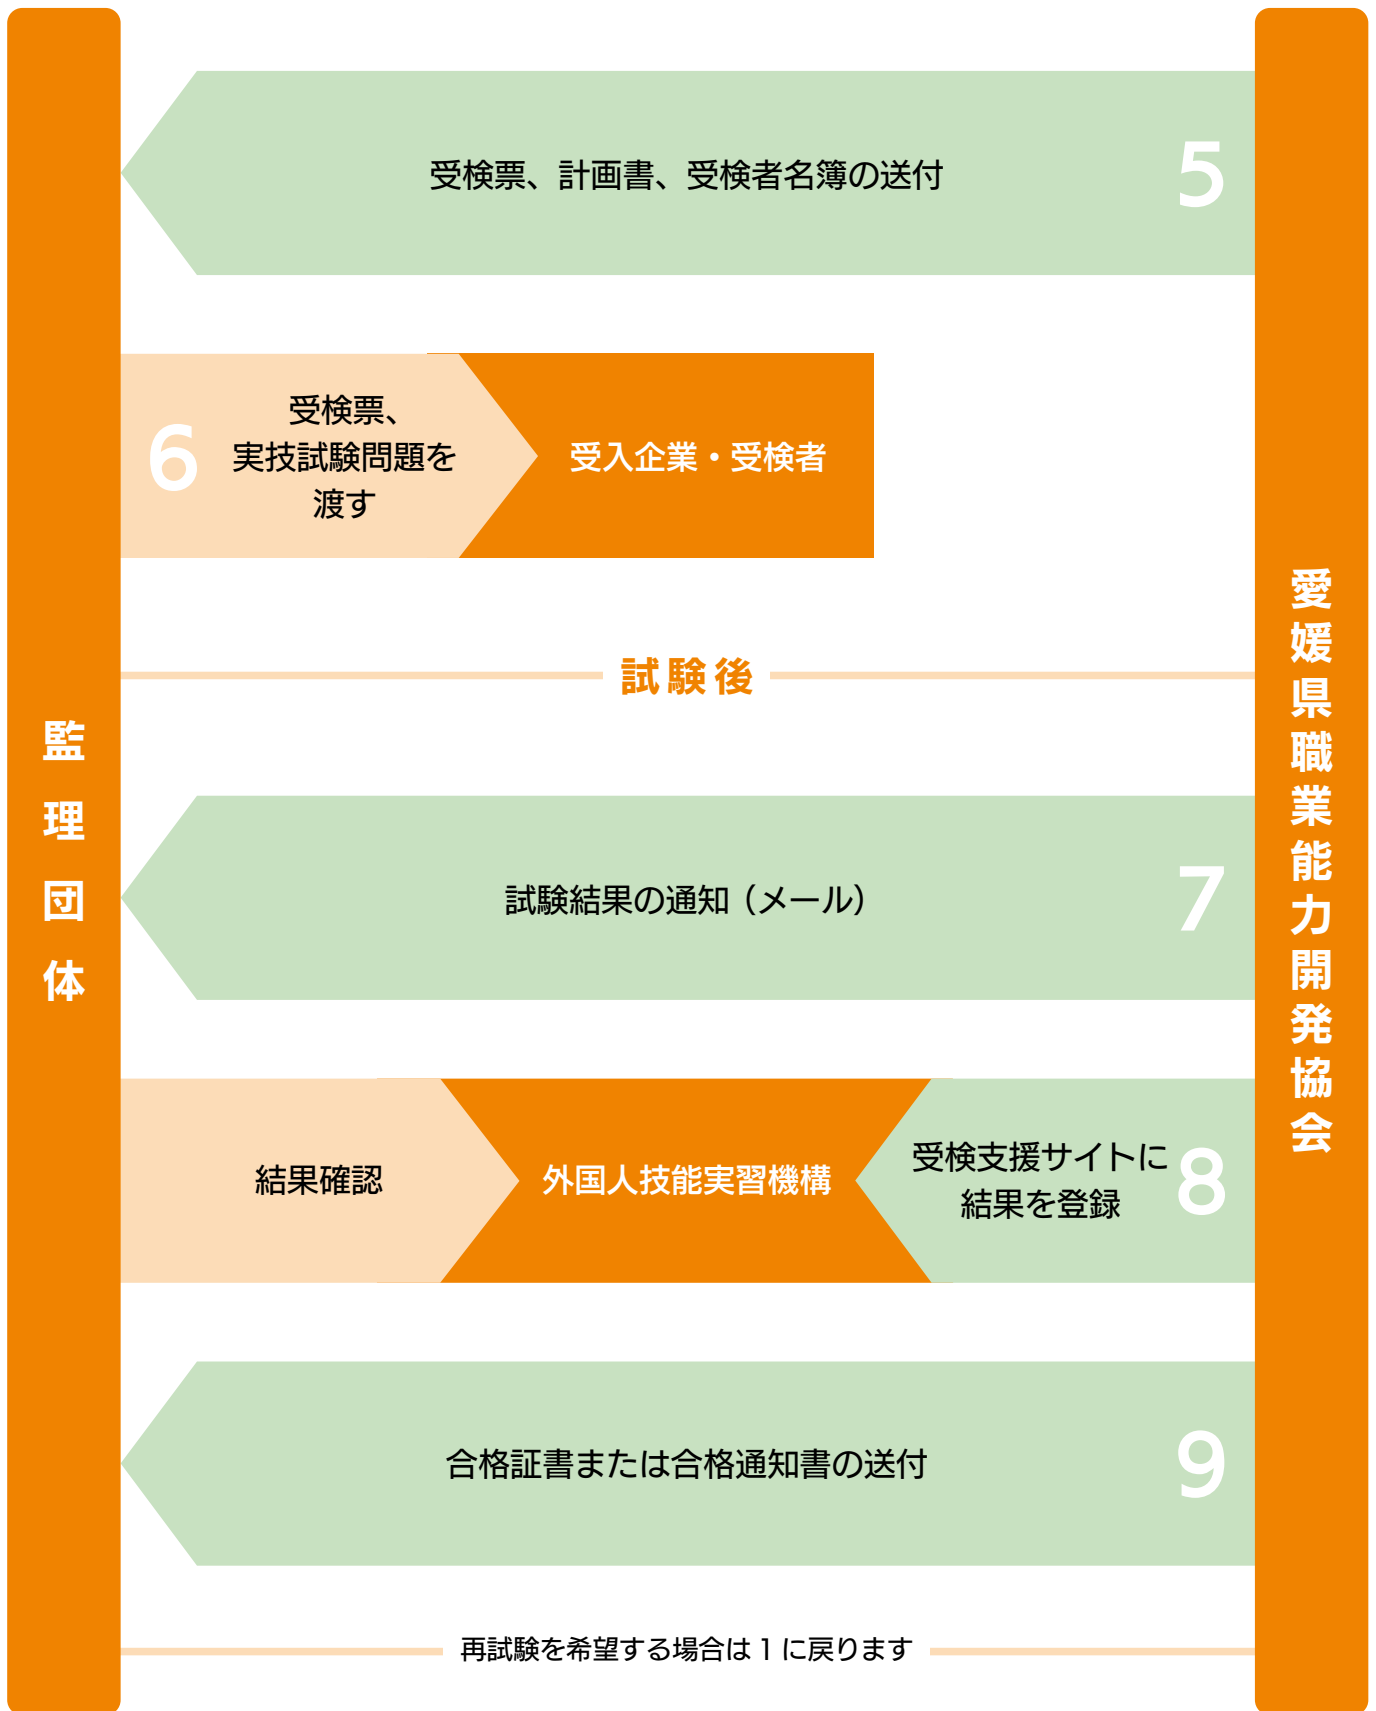 監理団体
愛媛県職業能力開発協会
受検票、計画書、受検者名簿の送付
5
6
受検票、
実技試験問題を
渡す
受入企業・受検者
試験後
試験結果の通知（メール）
7
結果確認
外国人技能実習機構
受検支援サイトに
結果を登録
8
合格証書または合格通知書の送付
9
再試験を希望する場合は1に戻ります